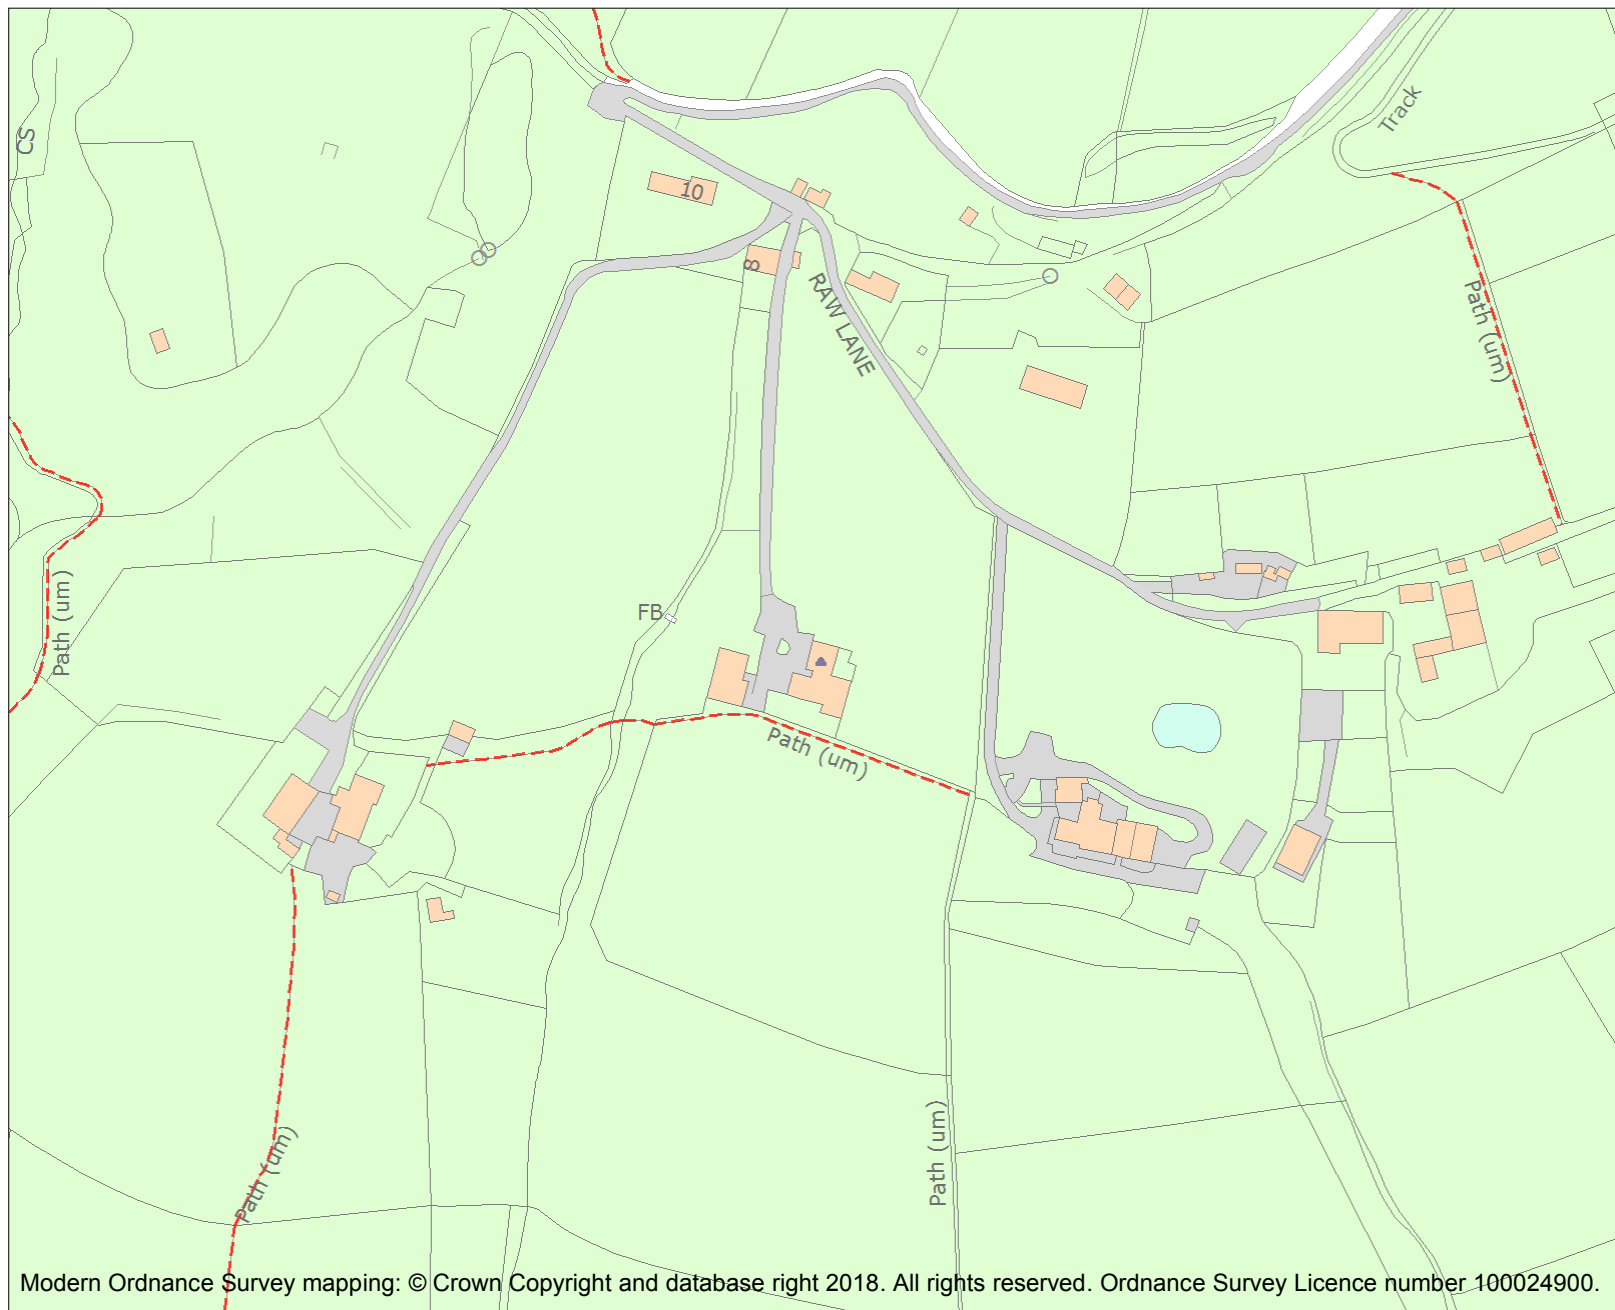 CS
Track
10
8
RAW LANE
Path (um)
Path (um)
FB
Path (um)
Path (um)
Path (um)
Modern Ordnance Survey mapping: © Crown Copyright and database right 2018. All rights reserved. Ordnance Survey Licence number 100024900.